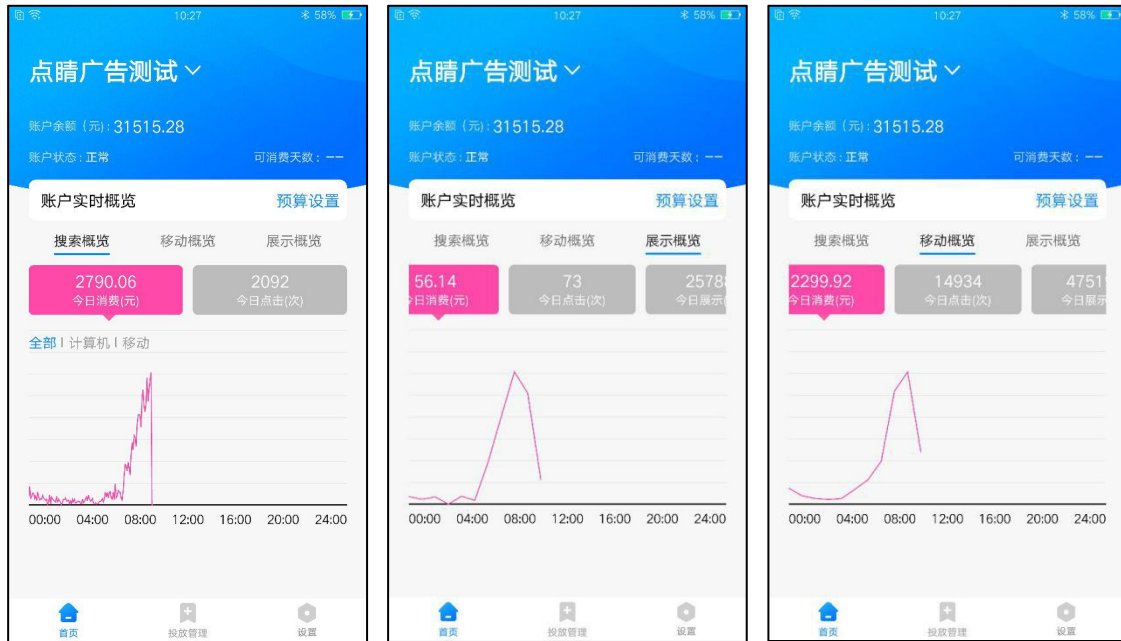 10:27
58%
点睛广告测试
账户余额（元）: 31515.28
账户状态 : 正常
可消费天数 : ——
账户实时概览
预算设置
搜索概览 移动概览 展示概览
2790.06
今日消费(元)
2092
今日点击(次)
全部 | 计算机 | 移动
00:00 04:00 08:00 12:00 16:00 20:00 24:00
首页 投放管理 设置
10:27
58%
点睛广告测试
账户余额（元）: 31515.28
账户状态 : 正常
可消费天数 : ——
账户实时概览
预算设置
搜索概览 移动概览 展示概览
56.14
今日消费(元)
73
今日点击(次)
2578
今日展示(
00:00 04:00 08:00 12:00 16:00 20:00 24:00
首页 投放管理 设置
10:27
58%
点睛广告测试
账户余额（元）: 31515.28
账户状态 : 正常
可消费天数 : ——
账户实时概览
预算设置
搜索概览 移动概览 展示概览
2299.92
今日消费(元)
14934
今日点击(次)
4751
今日展示
00:00 04:00 08:00 12:00 16:00 20:00 24:00
首页 投放管理 设置